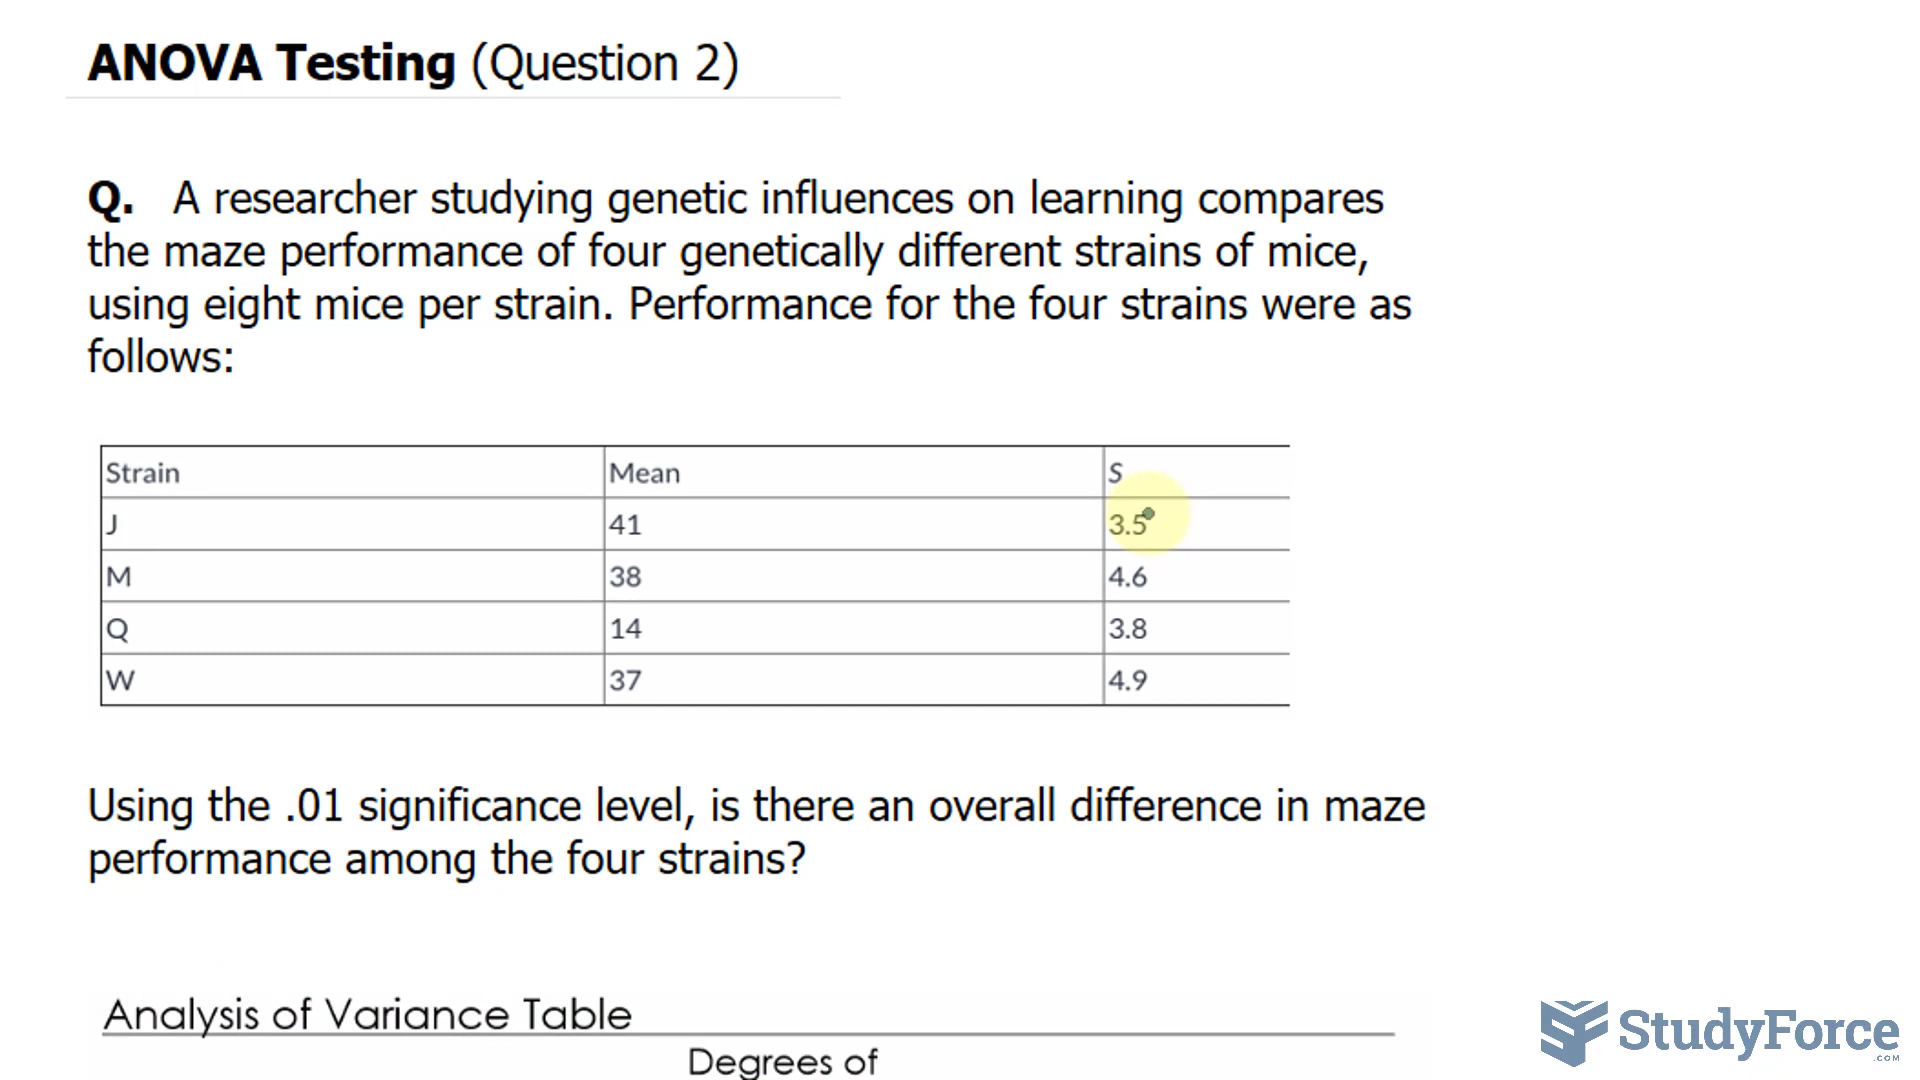 ANOVA Testing (Question 2)
Q. A researcher studying genetic influences on learning compares
the maze performance of four genetically different strains of mice,
using eight mice per strain. Performance for the four strains were as
follows:
Strain Mean S
J 41 3.5
M 38 4.6
Q 14 3.8
W 37 4.9
Using the .01 significance level, is there an overall difference in maze
performance among the four strains?
Analysis of Variance Table
Degrees of
StudyForce
.COM